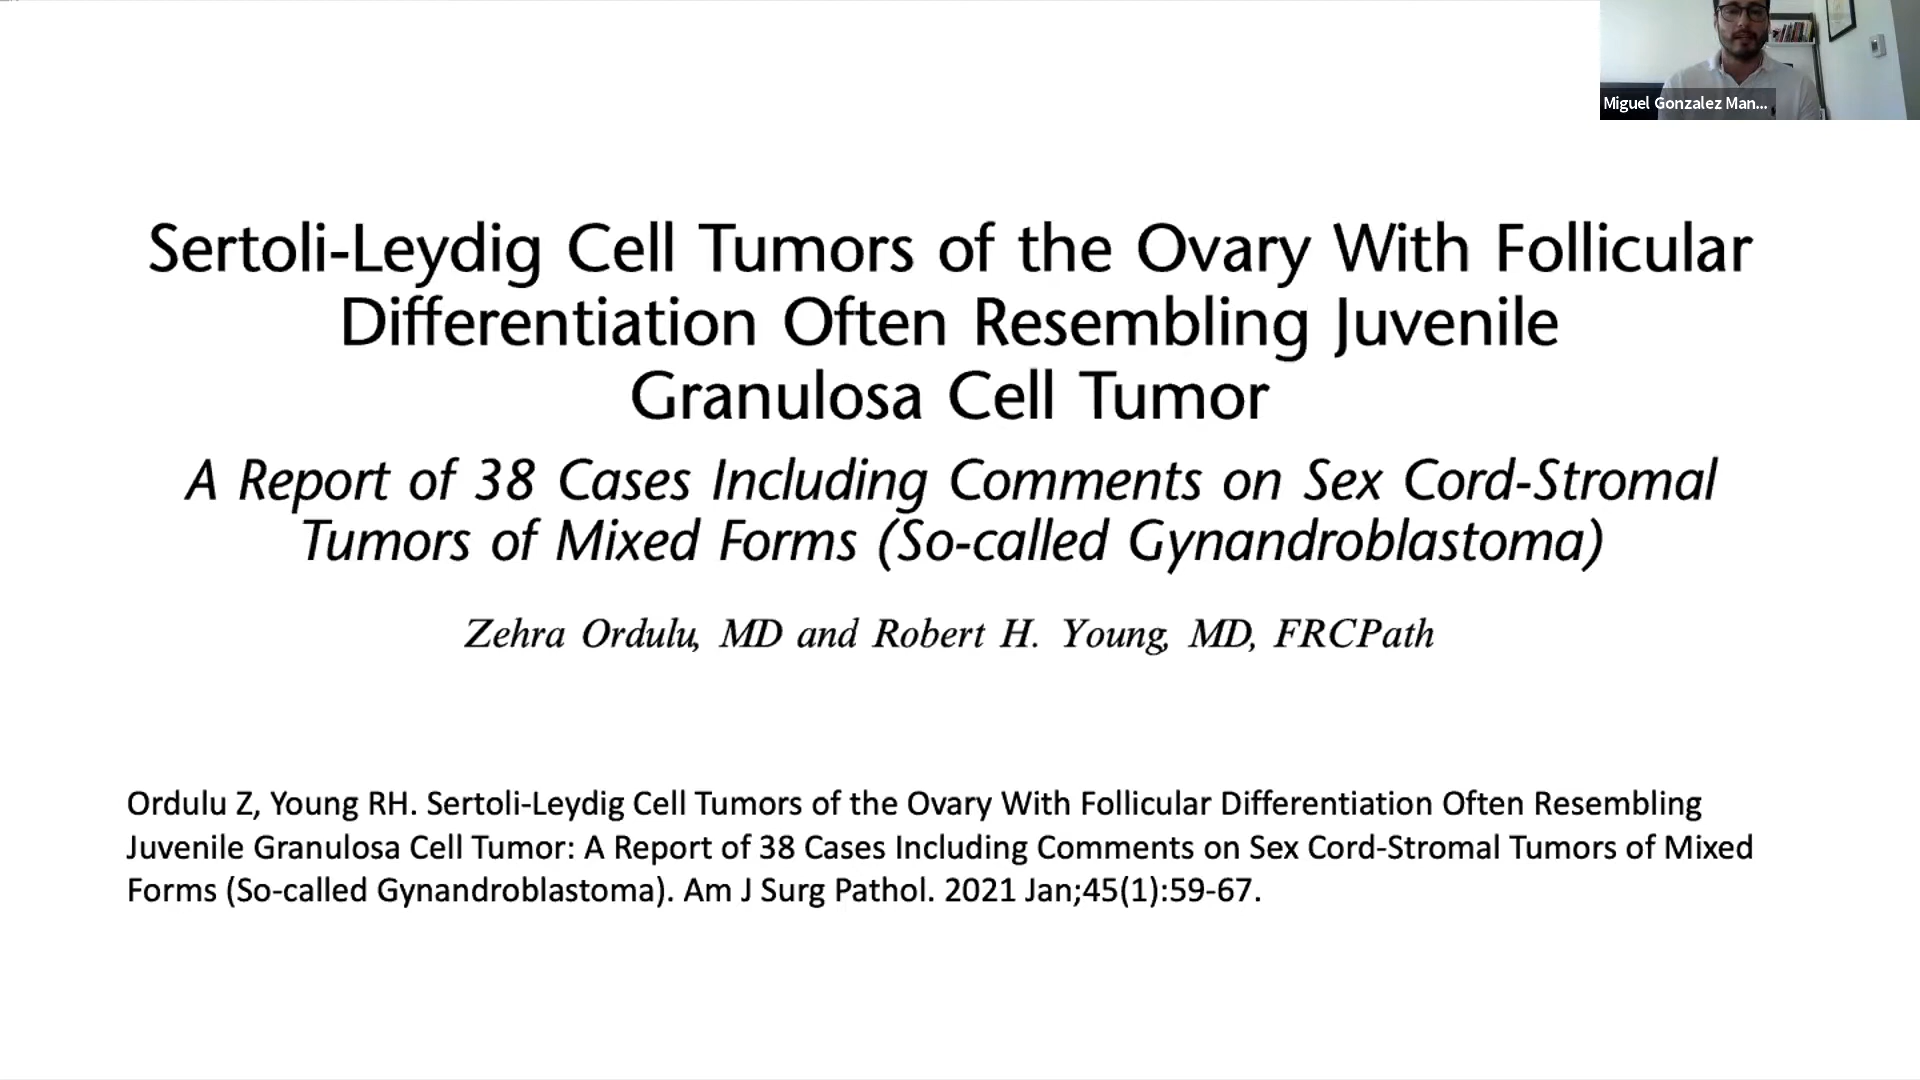 Miguel Gonzalez Man...
Sertoli-Leydig Cell Tumors of the Ovary With Follicular
Differentiation Often Resembling Juvenile
Granulosa Cell Tumor
A Report of 38 Cases Including Comments on Sex Cord-Stromal
Tumors of Mixed Forms (So-called Gynandroblastoma)
Zehra Ordulu, MD and Robert H. Young, MD, FRCPath
Ordulu Z, Young RH. Sertoli-Leydig Cell Tumors of the Ovary With Follicular Differentiation Often Resembling
Juvenile Granulosa Cell Tumor: A Report of 38 Cases Including Comments on Sex Cord-Stromal Tumors of Mixed
Forms (So-called Gynandroblastoma). Am J Surg Pathol. 2021 Jan;45(1):59-67.